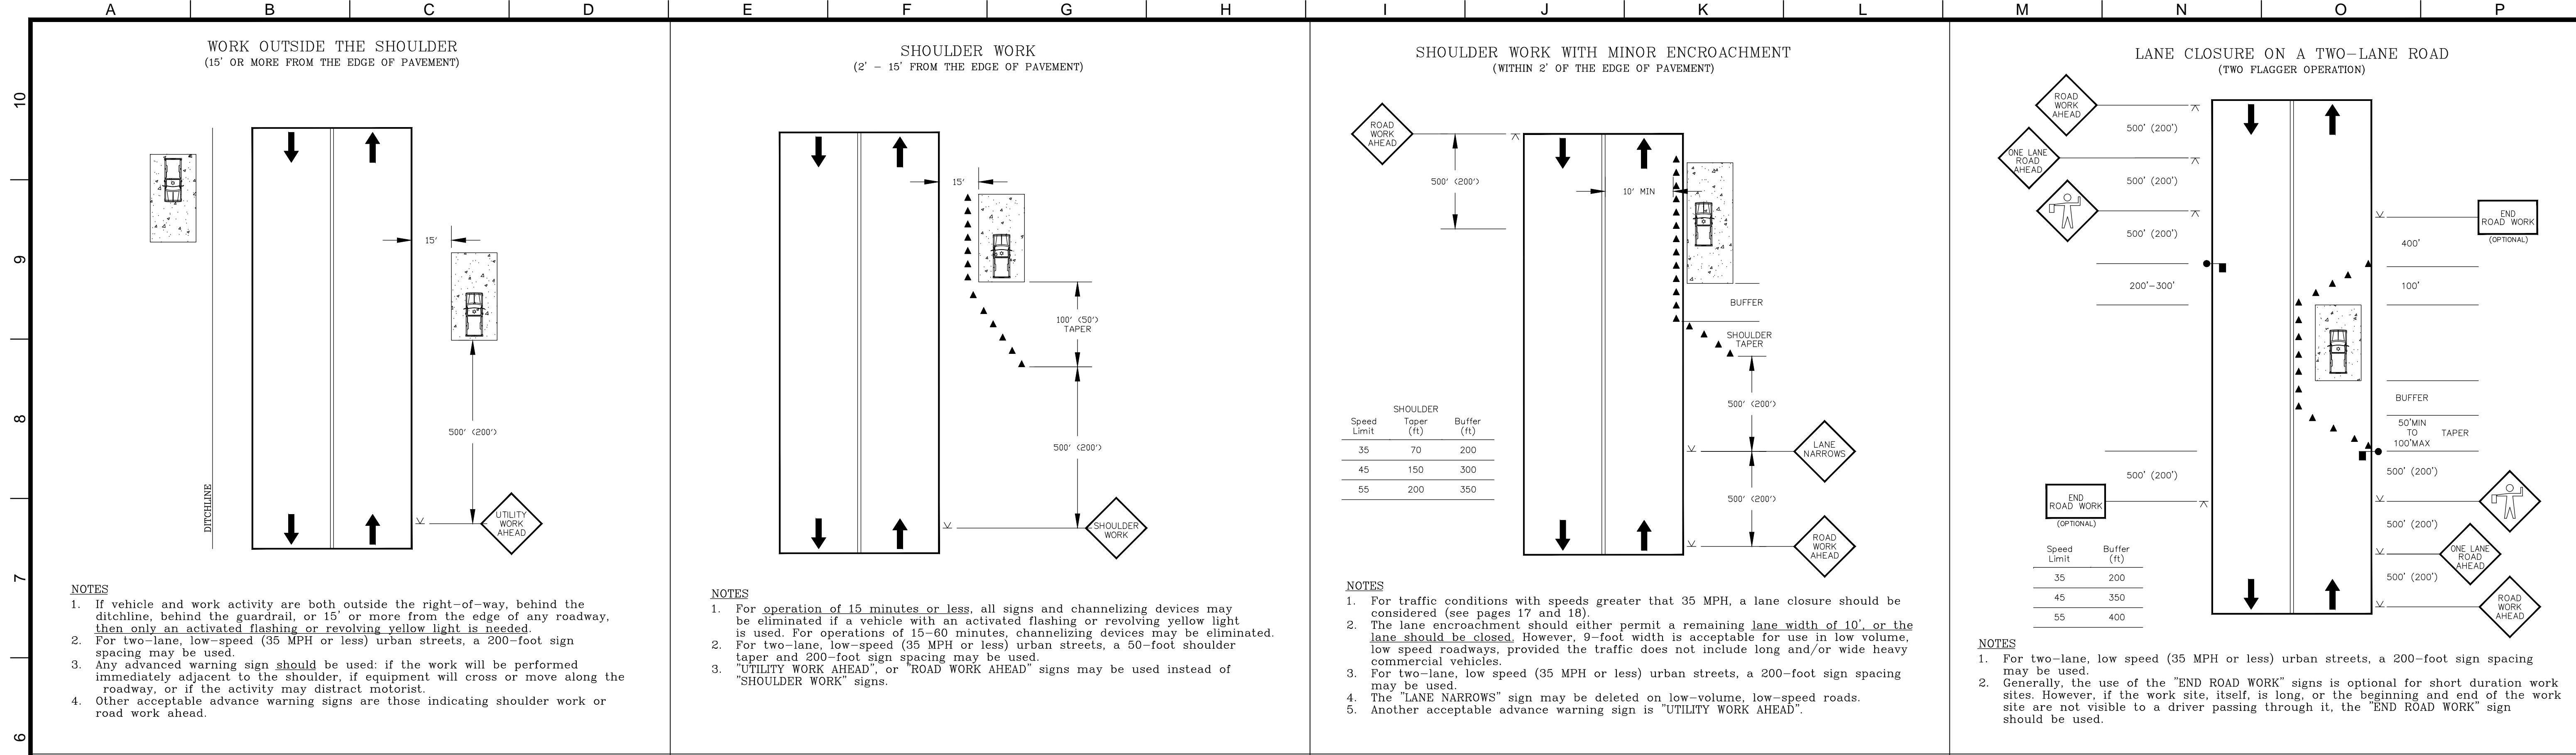 A B C D E F G H I J K L M N O P
10
9
8
7
6
WORK OUTSIDE THE SHOULDER
(15' OR MORE FROM THE EDGE OF PAVEMENT)
15'
500' (200')
DITCHLINE
UTILITY
WORK
AHEAD
NOTES
1. If vehicle and work activity are both outside the right-of-way, behind the
ditchline, behind the guardrail, or 15' or more from the edge of any roadway,
then only an activated flashing or revolving yellow light is needed.
2. For two-lane, low-speed (35 MPH or less) urban streets, a 200-foot sign
spacing may be used.
3. Any advanced warning sign should be used: if the work will be performed
immediately adjacent to the shoulder, if equipment will cross or move along the
roadway, or if the activity may distract motorist.
4. Other acceptable advance warning signs are those indicating shoulder work or
road work ahead.
SHOULDER WORK
(2' - 15' FROM THE EDGE OF PAVEMENT)
15'
100' (50')
TAPER
500' (200')
SHOULDER
WORK
NOTES
1. For operation of 15 minutes or less, all signs and channelizing devices may
be eliminated if a vehicle with an activated flashing or revolving yellow light
is used. For operations of 15-60 minutes, channelizing devices may be eliminated.
2. For two-lane, low-speed (35 MPH or less) urban streets, a 50-foot shoulder
taper and 200-foot sign spacing may be used.
3. "UTILITY WORK AHEAD", or "ROAD WORK AHEAD" signs may be used instead of
"SHOULDER WORK" signs.
SHOULDER WORK WITH MINOR ENCROACHMENT
(WITHIN 2' OF THE EDGE OF PAVEMENT)
ROAD
WORK
AHEAD
500' (200')
10' MIN
BUFFER
SHOULDER
TAPER
500' (200')
LANE
NARROWS
500' (200')
ROAD
WORK
AHEAD
SHOULDER
Speed Taper Buffer
Limit (ft) (ft)
35 70 200
45 150 300
55 200 350
NOTES
1. For traffic conditions with speeds greater that 35 MPH, a lane closure should be
considered (see pages 17 and 18).
2. The lane encroachment should either permit a remaining lane width of 10', or the
lane should be closed. However, 9-foot width is acceptable for use in low volume,
low speed roadways, provided the traffic does not include long and/or wide heavy
commercial vehicles.
3. For two-lane, low speed (35 MPH or less) urban streets, a 200-foot sign spacing
may be used.
4. The "LANE NARROWS" sign may be deleted on low-volume, low-speed roads.
5. Another acceptable advance warning sign is "UTILITY WORK AHEAD".
LANE CLOSURE ON A TWO-LANE ROAD
(TWO FLAGGER OPERATION)
ROAD
WORK
AHEAD
500' (200')
ONE LANE
ROAD
AHEAD
500' (200')
500' (200')
200'-300'
END
ROAD WORK
(OPTIONAL)
400'
100'
BUFFER
50'MIN
TO
100'MAX
TAPER
500' (200')
500' (200')
END
ROAD WORK
(OPTIONAL)
500' (200')
ONE LANE
ROAD
AHEAD
500' (200')
ROAD
WORK
AHEAD
Speed Buffer
Limit (ft)
35 200
45 350
55 400
NOTES
1. For two-lane, low speed (35 MPH or less) urban streets, a 200-foot sign spacing
may be used.
2. Generally, the use of the "END ROAD WORK" signs is optional for short duration work
sites. However, if the work site, itself, is long, or the beginning and end of the work
site are not visible to a driver passing through it, the "END ROAD WORK" sign
should be used.